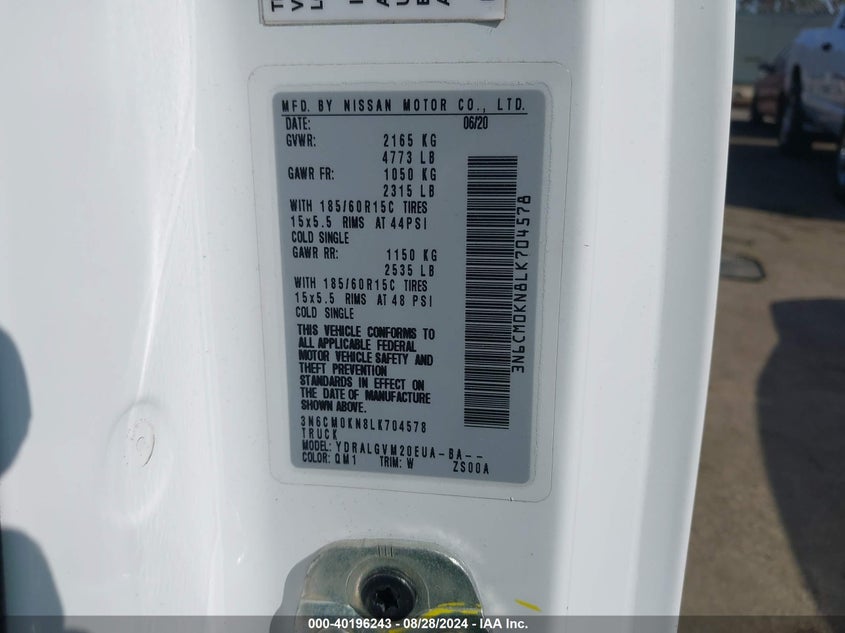 MFD. BY NISSAN MOTOR CO., LTD.
DATE: 06/20
GVWR: 2165 KG
4773 LB
GAWR FR: 1050 KG
2315 LB
WITH 185/60R15C TIRES
15x5.5 RIMS AT 44PSI
COLD SINGLE
GAWR RR: 1150 KG
2535 LB
WITH 185/60R15C TIRES
15x5.5 RIMS AT 48 PSI
COLD SINGLE
THIS VEHICLE CONFORMS TO
ALL APPLICABLE FEDERAL
MOTOR VEHICLE SAFETY AND
THEFT PREVENTION
STANDARDS IN EFFECT ON
THE DATE OF MANUFACTURE
SHOWN ABOVE.
3N6CM0KN8LK704578
TRUCK
MODEL: YDRALGVM20EUA-BA--
COLOR: QM1 TRIM: W ZS00A
3N6CM0KN8LK704578
000-40196243 / 08/28/2024 - IAA Inc.